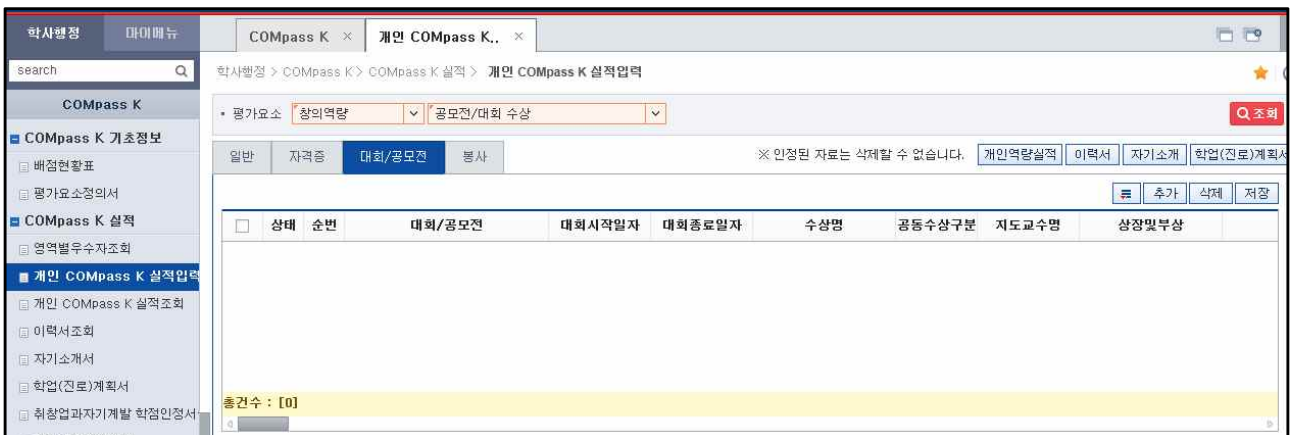 학사행정 마이메뉴
COMpass K × 개인 COMpass K.. ×
search
학사행정 > COMpass K > COMpass K 실적 > 개인 COMpass K 실적입력
COMpass K
• 평가요소 창의역량 공모전/대회 수상 조회
COMpass K 기초정보
배점현황표
평가요소정의서
COMpass K 실적
영역별우수자조회
개인 COMpass K 실적입력
개인 COMpass K 실적조회
이력서조회
자기소개서
학업(진로)계획서
취창업과자기계발 학점인정서
일반 자격증 대회/공모전 봉사
※ 인정된 자료는 삭제할 수 없습니다. 개인역량실적 이력서 자기소개 학업(진로)계획서
추가 삭제 저장
상태 순번 대회/공모전 대회시작일자 대회종료일자 수상명 공동수상구분 지도교수명 상장및부상
총건수 : [0]